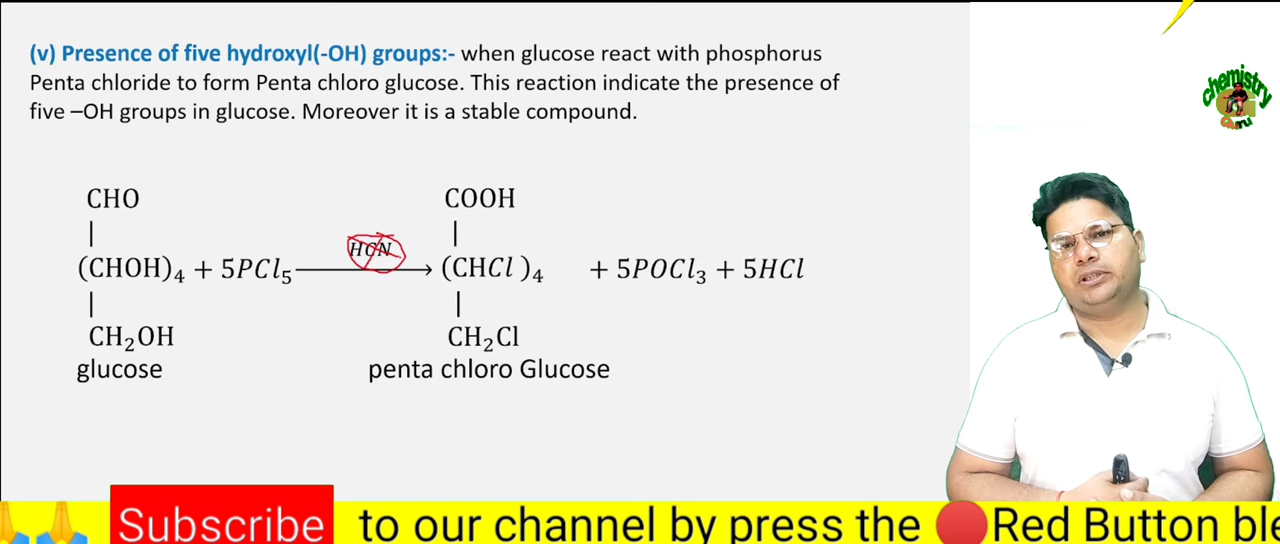 (v) Presence of five hydroxyl(-OH) groups:- when glucose react with phosphorus
Penta chloride to form Penta chloro glucose. This reaction indicate the presence of
five –OH groups in glucose. Moreover it is a stable compound.
chemistry
Guru
CHO
|
(CHOH)₄ + 5PCl₅
|
CH₂OH
glucose
HCN
COOH
|
(CHCl )₄ + 5POCl₃ + 5HCl
|
CH₂Cl
penta chloro Glucose
Subscribe to our channel by press the 🔴Red Button ble